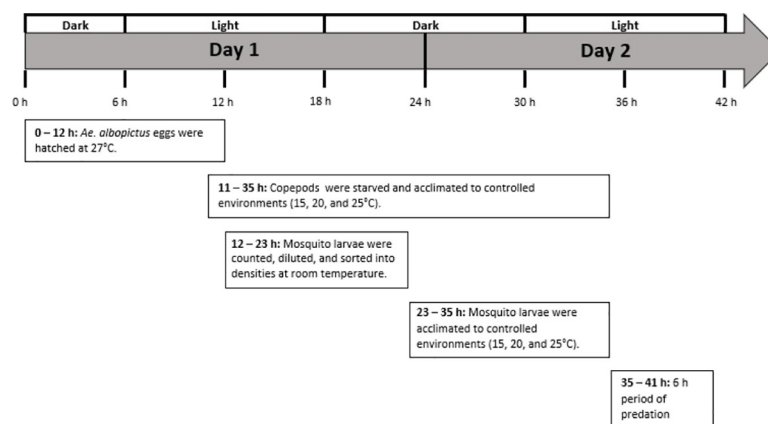 Dark Light Dark Light
Day 1 Day 2
0 h 6 h 12 h 18 h 24 h 30 h 36 h 42 h
0 – 12 h: Ae. albopictus eggs were
hatched at 27°C.
11 – 35 h: Copepods were starved and acclimated to controlled
environments (15, 20, and 25°C).
12 – 23 h: Mosquito larvae were
counted, diluted, and sorted into
densities at room temperature.
23 – 35 h: Mosquito larvae were
acclimated to controlled
environments (15, 20, and 25°C).
35 – 41 h: 6 h
period of
predation